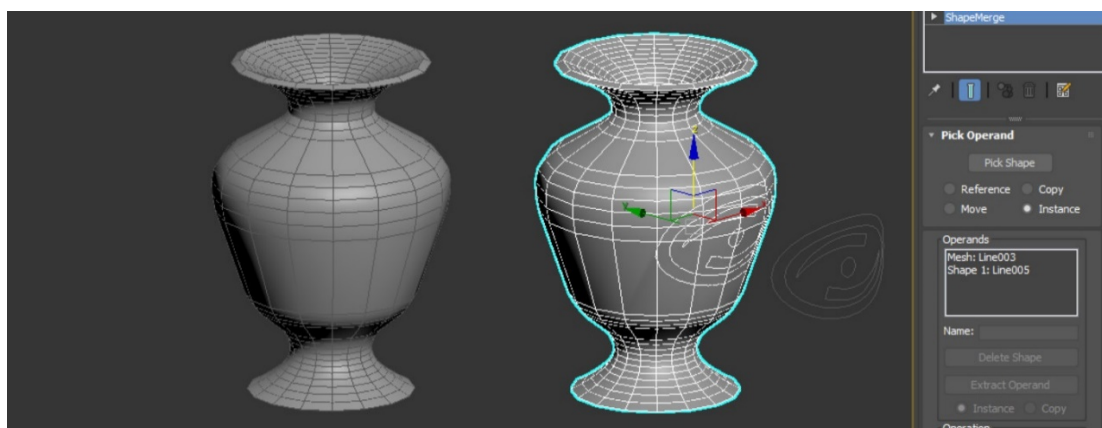 ShapeMerge
Pick Operand
Pick Shape
Reference Copy
Move Instance
Operands
Mesh: Line003
Shape 1: Line005
Name:
Delete Shape
Extract Operand
Instance Copy
Operation